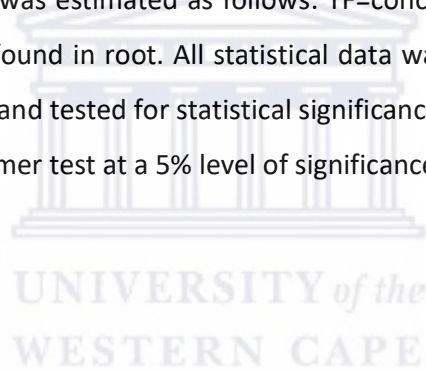 was estimated as follows: TF=conc
ound in root. All statistical data wa
and tested for statistical significanc
mer test at a 5% level of significance
UNIVERSITY of the
WESTERN CAPE